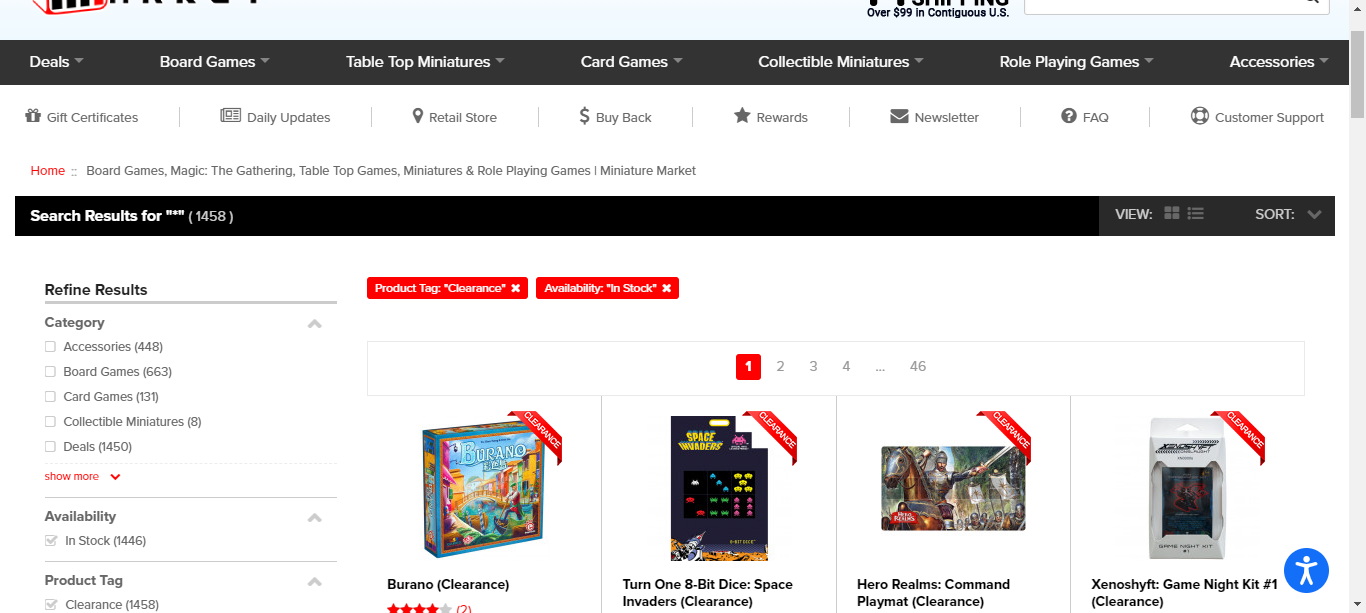 SHIPPING
Over $99 in Contiguous U.S.
Deals
Board Games
Table Top Miniatures
Card Games
Collectible Miniatures
Role Playing Games
Accessories
Gift Certificates
Daily Updates
Retail Store
Buy Back
Rewards
Newsletter
FAQ
Customer Support
Home :: Board Games, Magic: The Gathering, Table Top Games, Miniatures & Role Playing Games | Miniature Market
Search Results for "*" ( 1458 )
VIEW:
SORT:
Refine Results
Category
Accessories (448)
Board Games (663)
Card Games (131)
Collectible Miniatures (8)
Deals (1450)
show more
Availability
In Stock (1446)
Product Tag
Clearance (1458)
Product Tag: "Clearance" ✖
Availability: "In Stock" ✖
1 2 3 4 ... 46
CLEARANCE
BURANO
Burano (Clearance)
(2)
CLEARANCE
SPACE
INVADERS
8-BIT DICE
Turn One 8-Bit Dice: Space
Invaders (Clearance)
CLEARANCE
HERO
REALMS
Hero Realms: Command
Playmat (Clearance)
CLEARANCE
XENOSHYFT
ONSLAUGHT
GAME NIGHT KIT
#1
Xenoshyft: Game Night Kit #1
(Clearance)